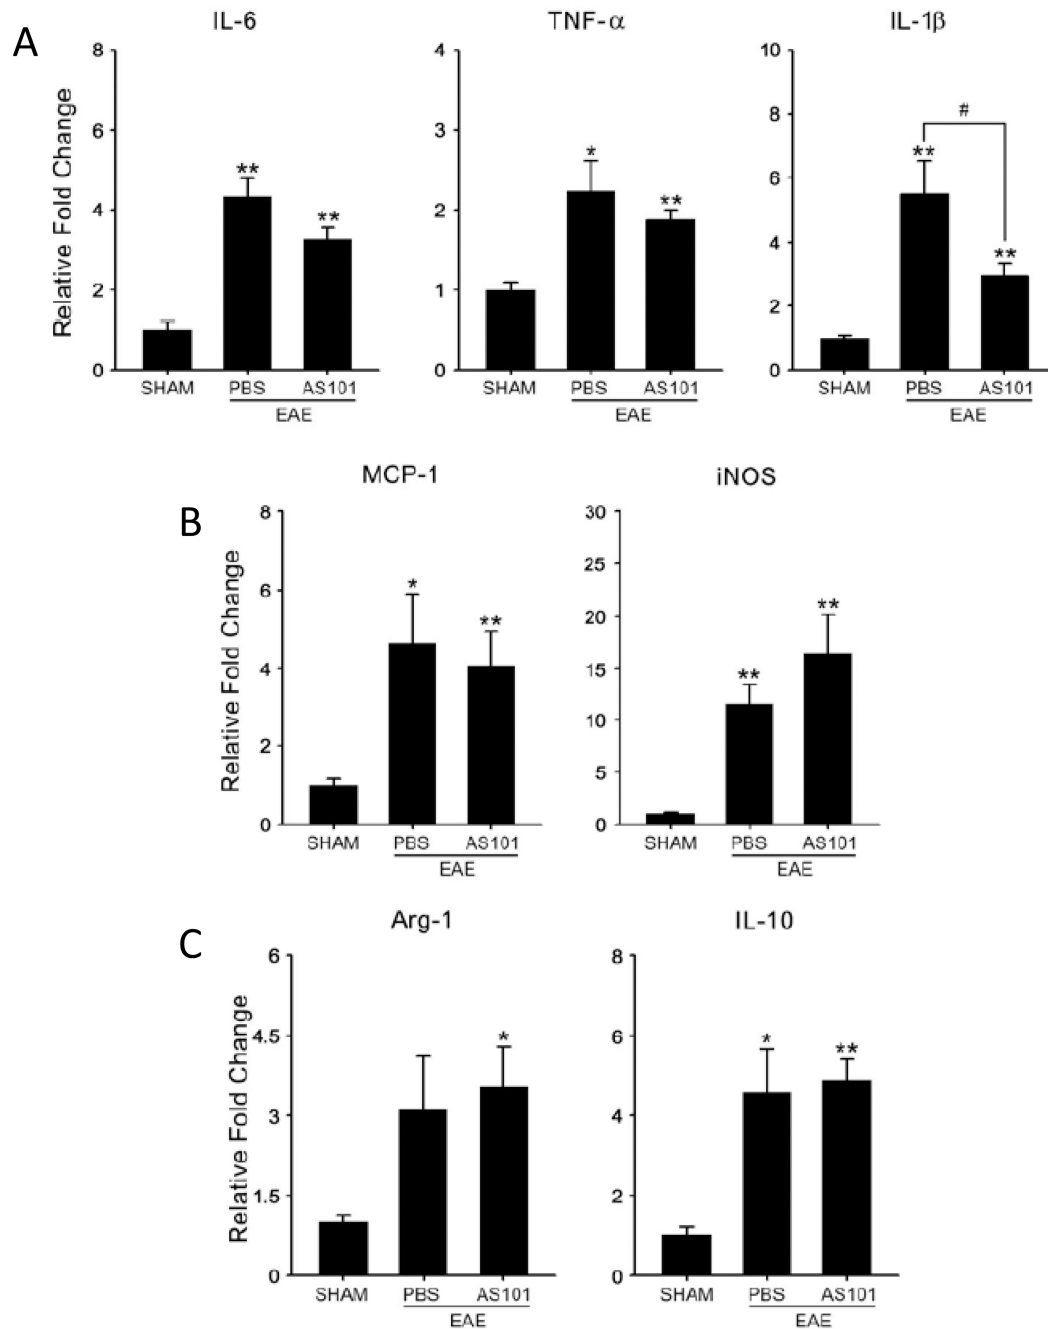 A
IL-6
TNF-α
IL-1β
Relative Fold Change
8
6
4
2
0
**
**
SHAM
PBS
AS101
EAE
4
3
2
1
0
*
**
SHAM
PBS
AS101
EAE
10
8
6
4
2
0
#
**
**
SHAM
PBS
AS101
EAE
B
MCP-1
iNOS
Relative Fold Change
8
6
4
2
0
*
**
SHAM
PBS
AS101
EAE
30
25
20
15
10
5
0
**
**
SHAM
PBS
AS101
EAE
C
Arg-1
IL-10
Relative Fold Change
6
4.5
3
1.5
0
*
SHAM
PBS
AS101
EAE
8
6
4
2
0
*
**
SHAM
PBS
AS101
EAE